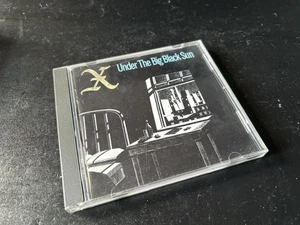 X
Under The Big Black Sun